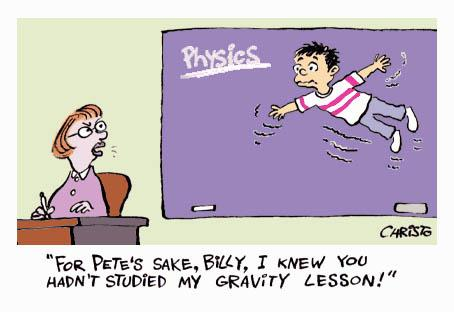 Physics
CHRISTO
"FOR PETE'S SAKE, BILLY, I KNEW YOU
HADN'T STUDIED MY GRAVITY LESSON!"